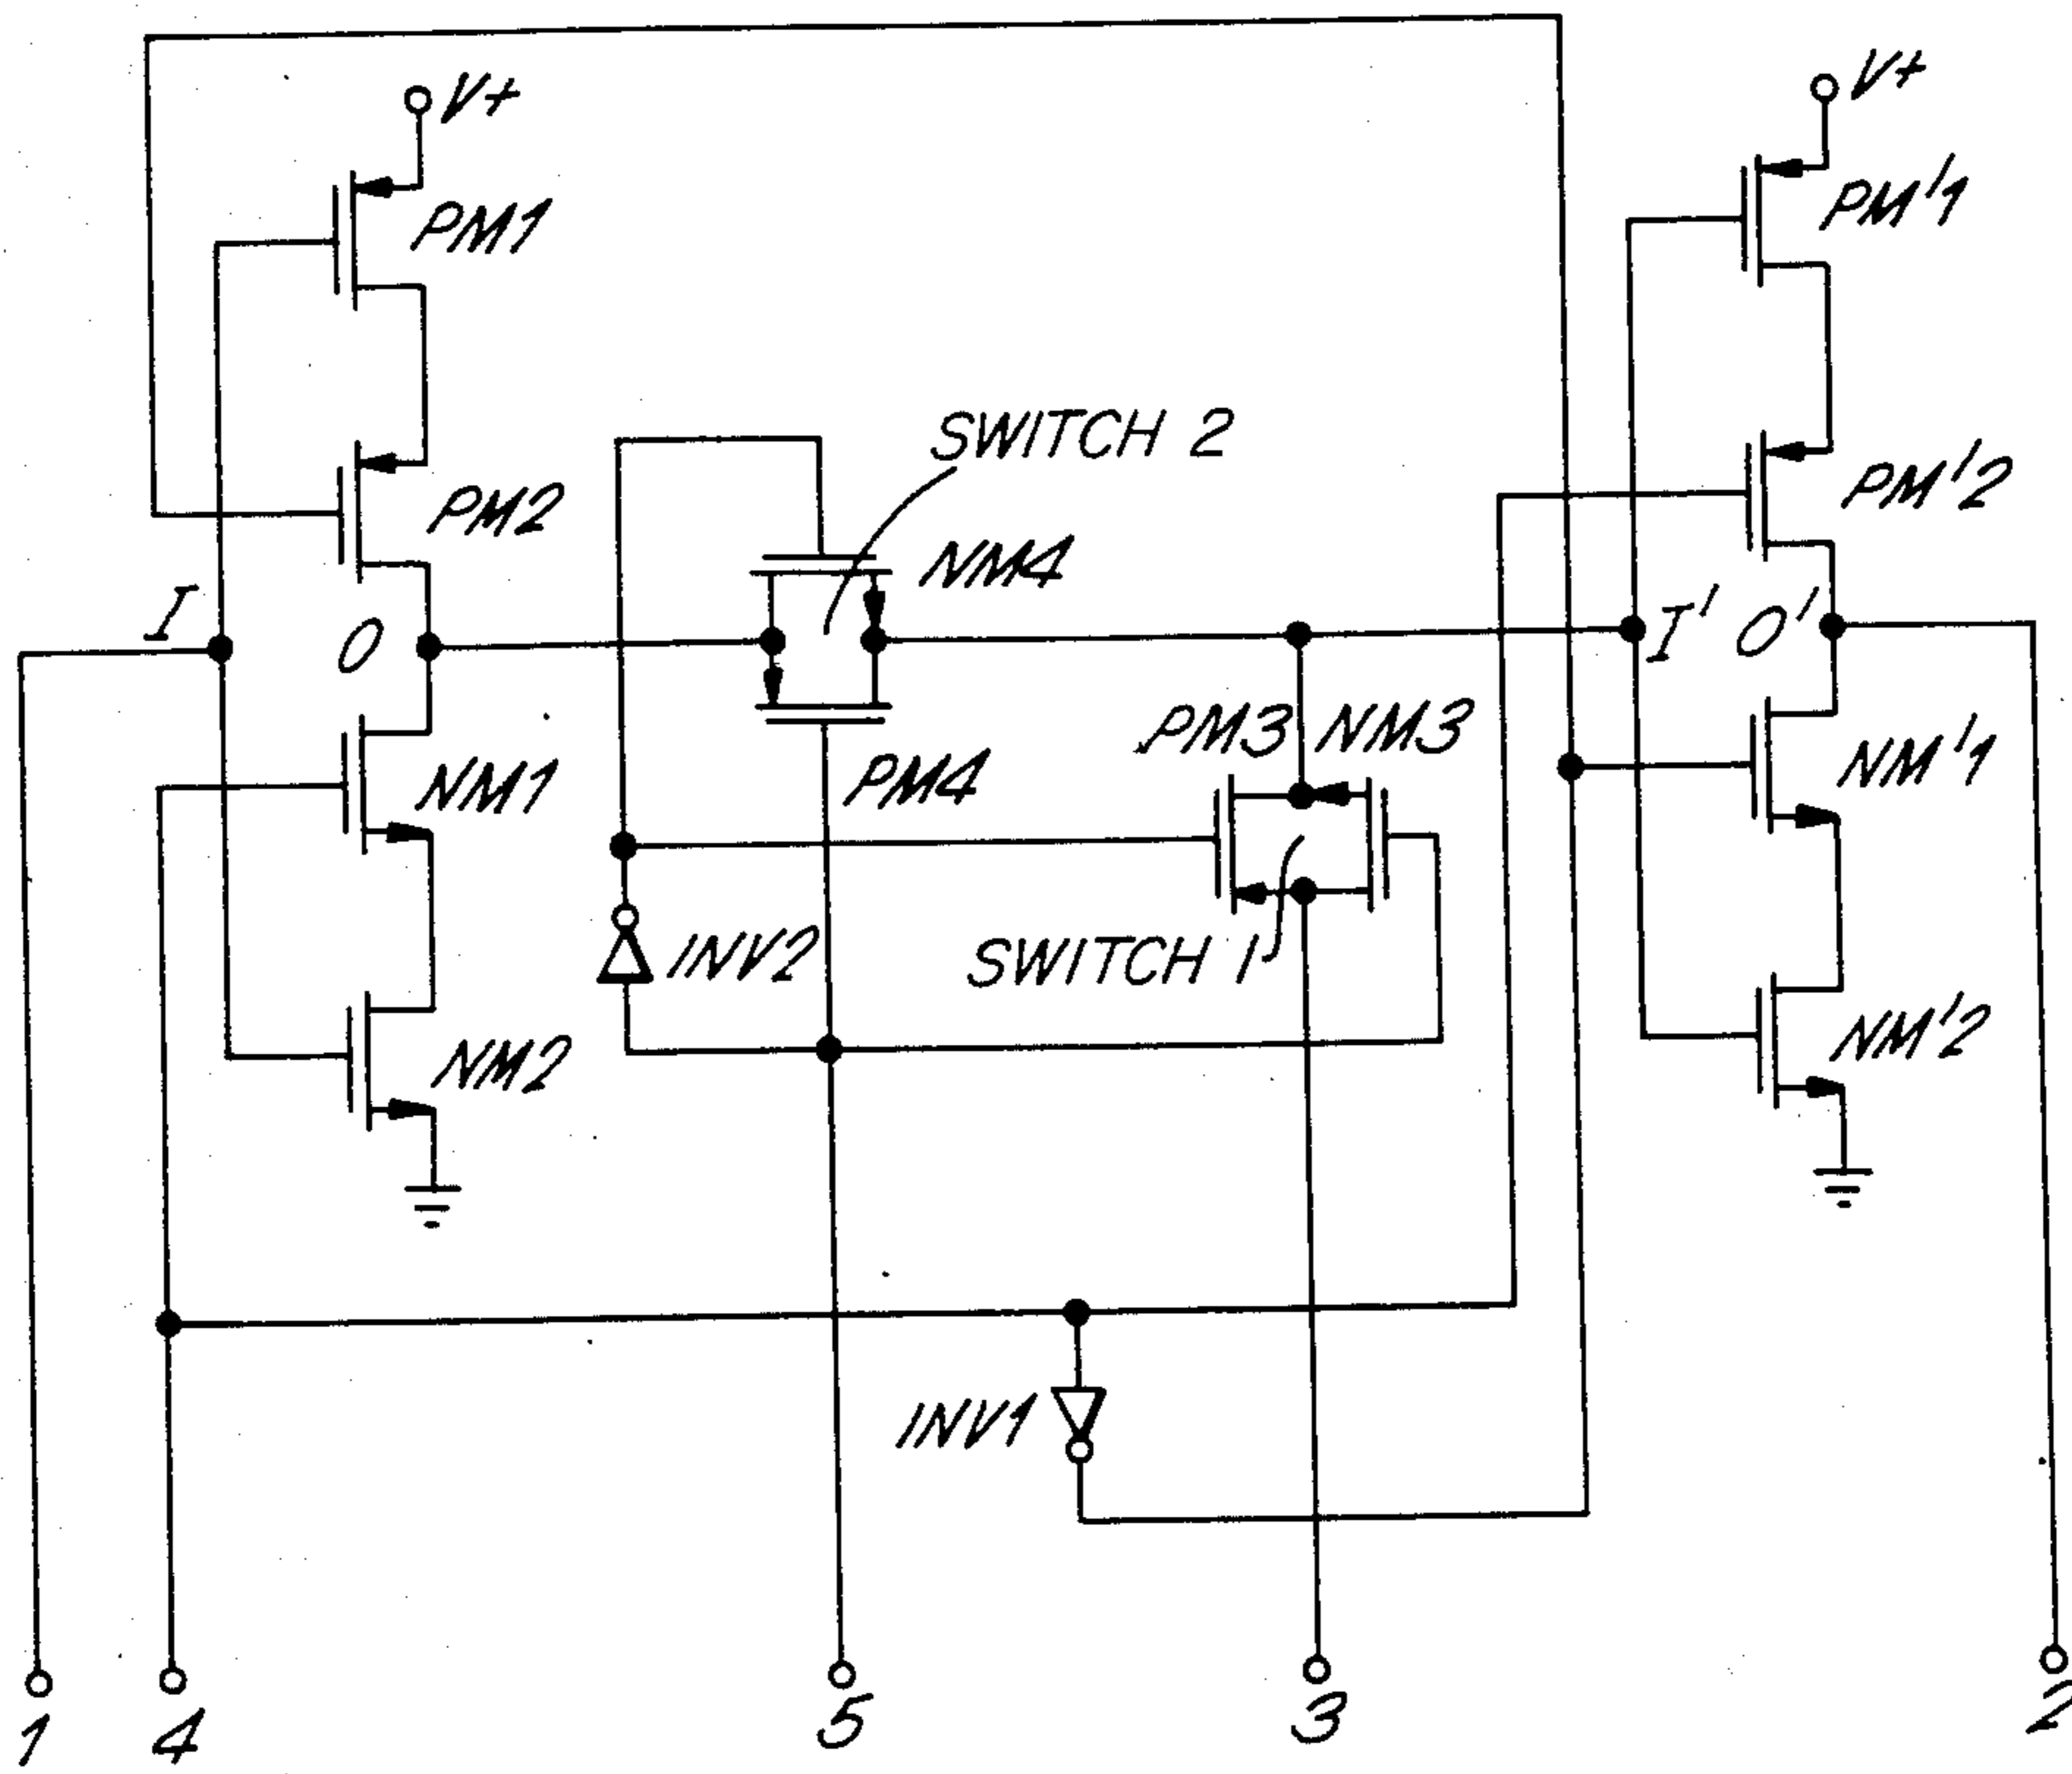 V+
V+
PM1
PM'1
SWITCH 2
PM2
PM'2
NM4
I
O
I'
O'
PM3
NM3
NM1
PM4
NM'1
INV2
SWITCH 1
NM2
NM'2
INV1
1
4
5
3
2